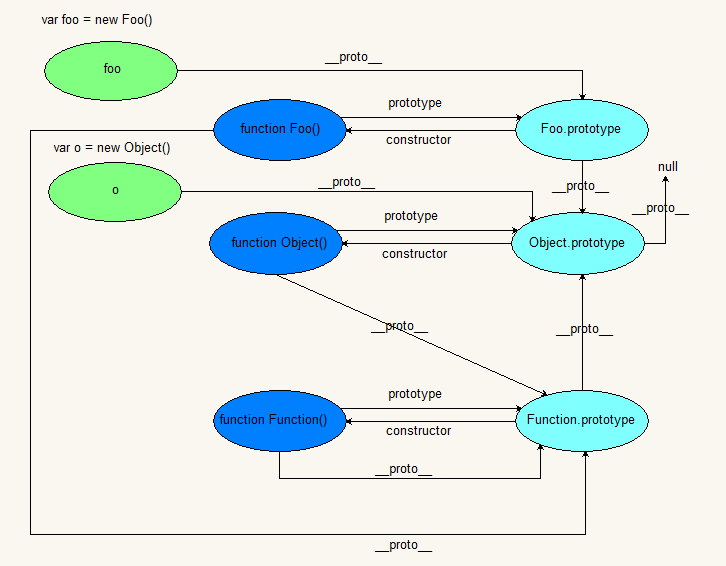 var foo = new Foo()
foo
__proto__
prototype
function Foo()
Foo.prototype
constructor
var o = new Object()
null
o
__proto__
__proto__
__proto__
prototype
function Object()
Object.prototype
constructor
__proto__
__proto__
prototype
function Function()
Function.prototype
constructor
__proto__
__proto__